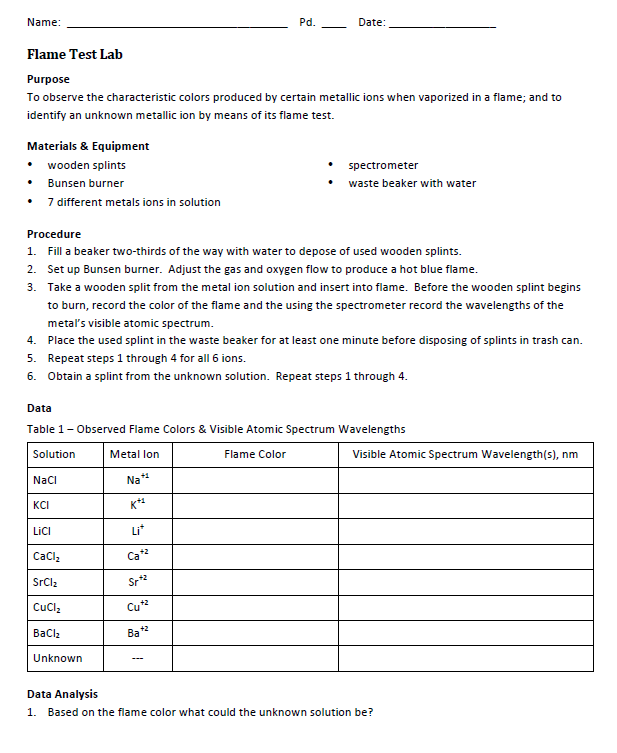 Name: ________________________________________ Pd. ____ Date: ___________________
Flame Test Lab
Purpose
To observe the characteristic colors produced by certain metallic ions when vaporized in a flame; and to
identify an unknown metallic ion by means of its flame test.
Materials & Equipment
• wooden splints • spectrometer
• Bunsen burner • waste beaker with water
• 7 different metals ions in solution
Procedure
1. Fill a beaker two-thirds of the way with water to depose of used wooden splints.
2. Set up Bunsen burner. Adjust the gas and oxygen flow to produce a hot blue flame.
3. Take a wooden split from the metal ion solution and insert into flame. Before the wooden splint begins
to burn, record the color of the flame and the using the spectrometer record the wavelengths of the
metal's visible atomic spectrum.
4. Place the used splint in the waste beaker for at least one minute before disposing of splints in trash can.
5. Repeat steps 1 through 4 for all 6 ions.
6. Obtain a splint from the unknown solution. Repeat steps 1 through 4.
Data
Table 1 – Observed Flame Colors & Visible Atomic Spectrum Wavelengths
Solution Metal Ion Flame Color Visible Atomic Spectrum Wavelength(s), nm
NaCl Na⁺¹
KCl K⁺¹
LiCl Li⁺
CaCl₂ Ca⁺²
SrCl₂ Sr⁺²
CuCl₂ Cu⁺²
BaCl₂ Ba⁺²
Unknown ---
Data Analysis
1. Based on the flame color what could the unknown solution be?